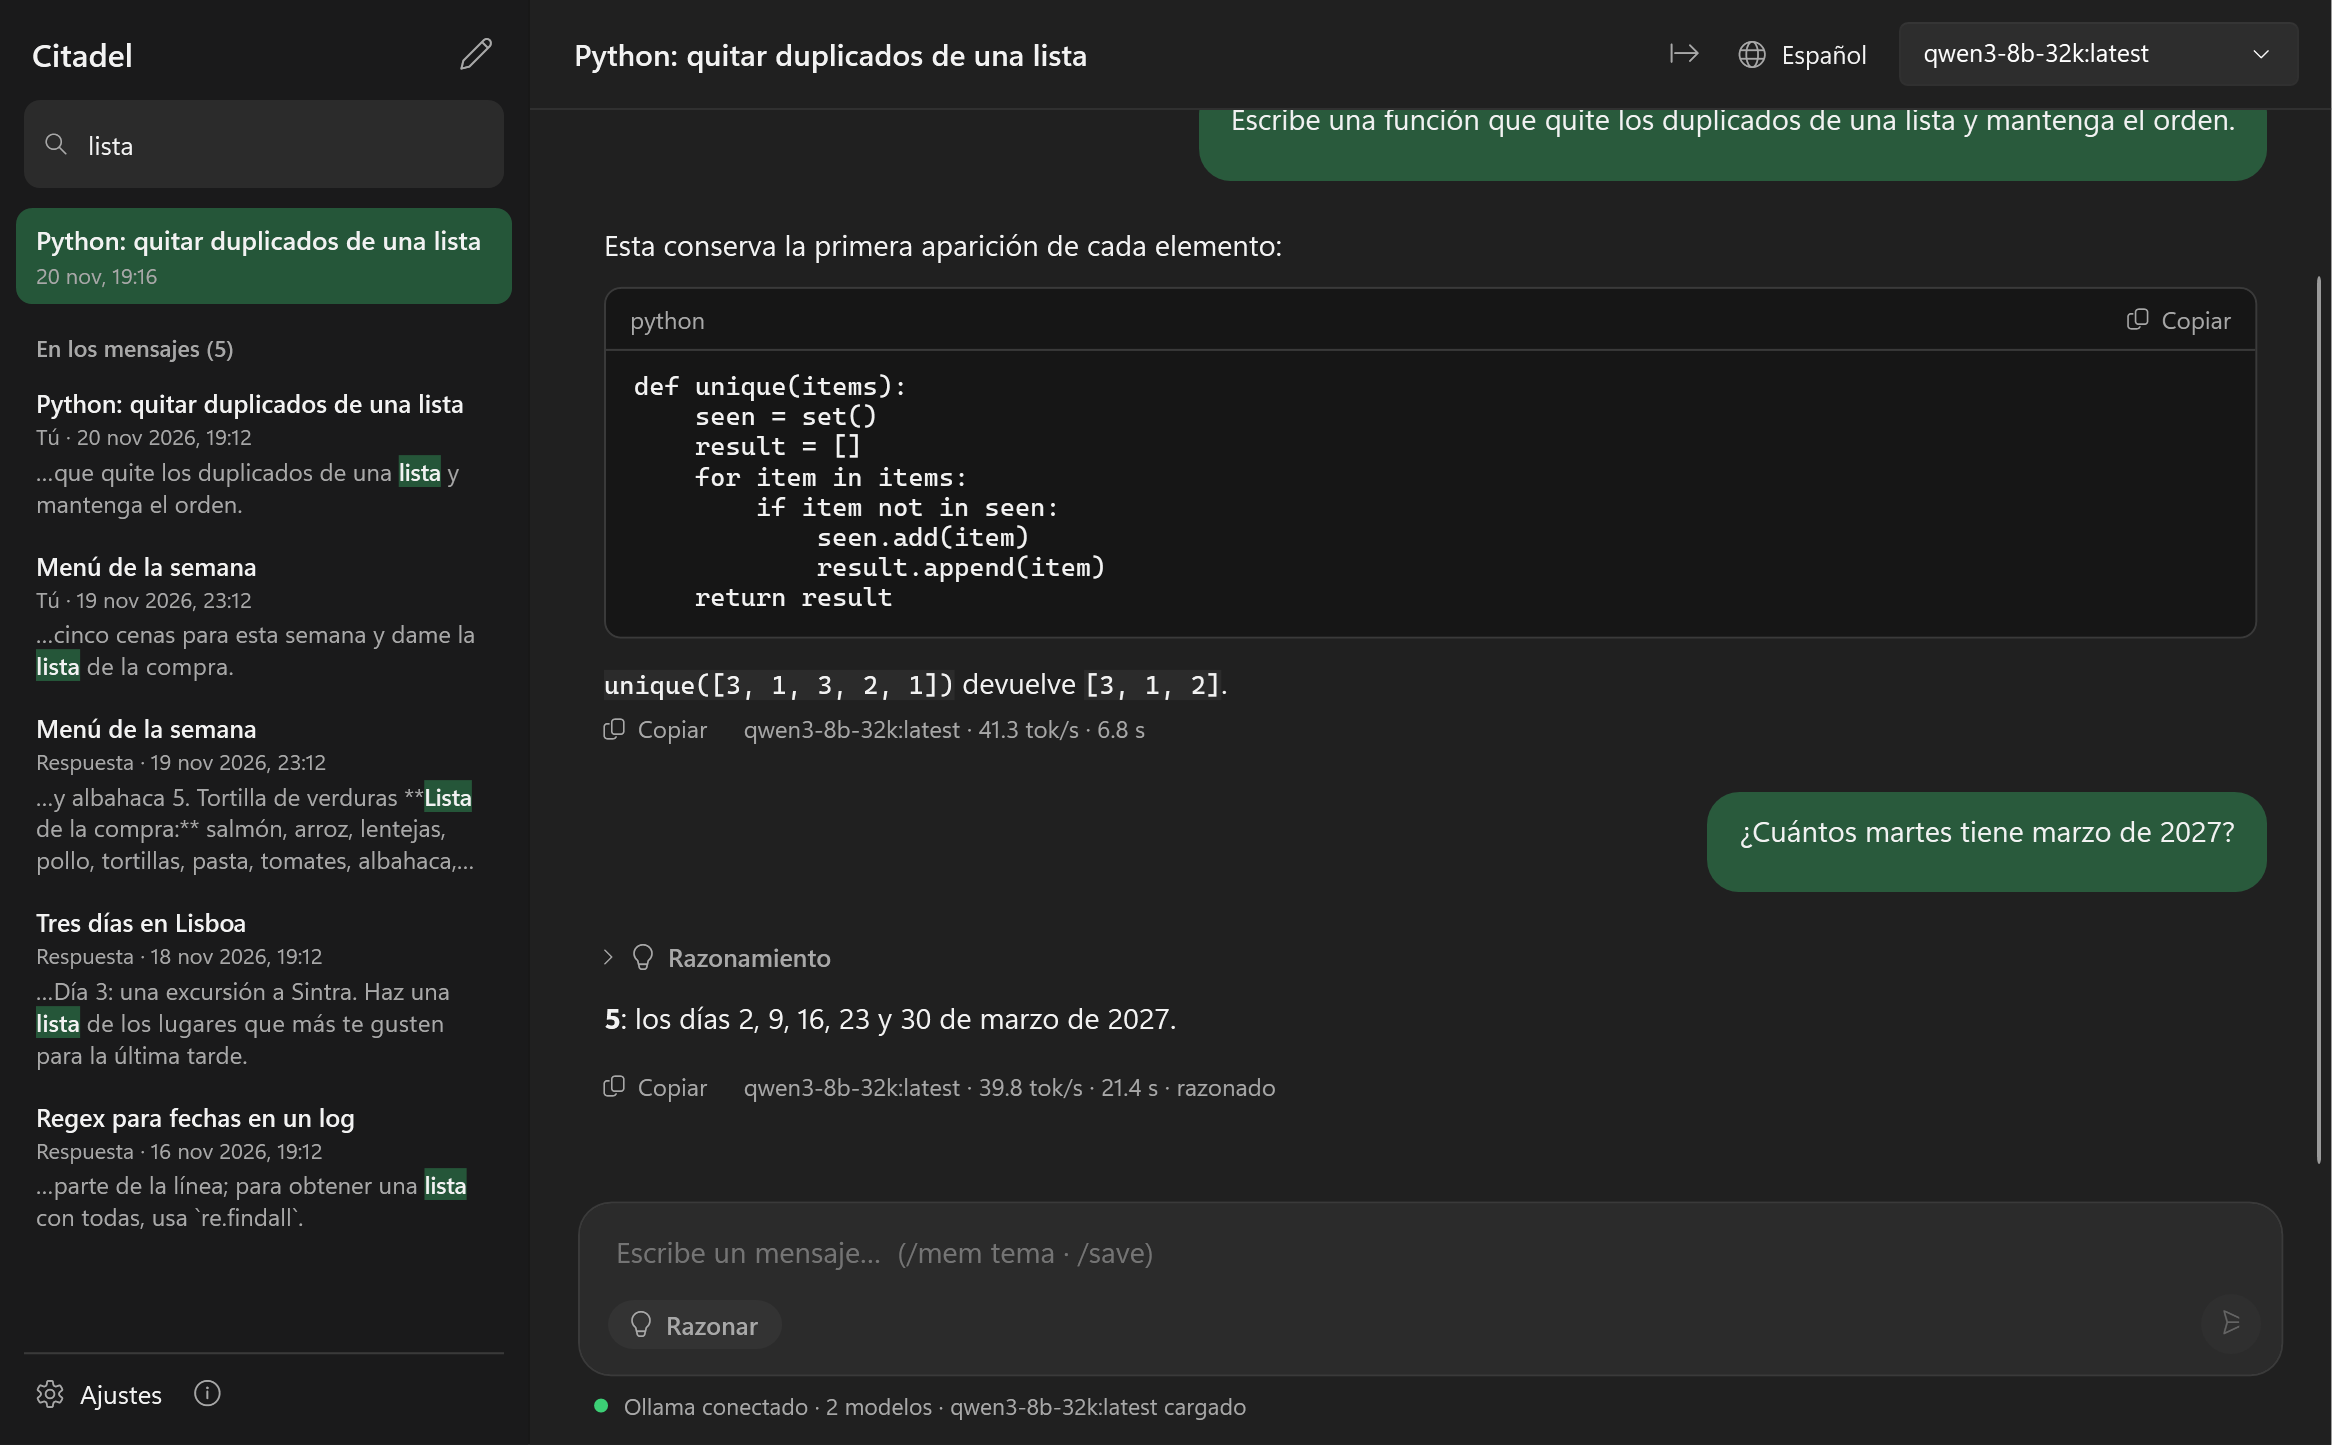 Citadel
lista
Python: quitar duplicados de una lista
20 nov, 19:16
En los mensajes (5)
Python: quitar duplicados de una lista
Tú · 20 nov 2026, 19:12
...que quite los duplicados de una lista y
mantenga el orden.
Menú de la semana
Tú · 19 nov 2026, 23:12
...cinco cenas para esta semana y dame la
lista de la compra.
Menú de la semana
Respuesta · 19 nov 2026, 23:12
...y albahaca 5. Tortilla de verduras **Lista
de la compra:** salmón, arroz, lentejas,
pollo, tortillas, pasta, tomates, albahaca,...
Tres días en Lisboa
Respuesta · 18 nov 2026, 19:12
...Día 3: una excursión a Sintra. Haz una
lista de los lugares que más te gusten
para la última tarde.
Regex para fechas en un log
Respuesta · 16 nov 2026, 19:12
...parte de la línea; para obtener una lista
con todas, usa `re.findall`.
Ajustes
Python: quitar duplicados de una lista
Español
qwen3-8b-32k:latest
Escribe una función que quite los duplicados de una lista y mantenga el orden.
Esta conserva la primera aparición de cada elemento:
python
Copiar
def unique(items):
    seen = set()
    result = []
    for item in items:
        if item not in seen:
            seen.add(item)
            result.append(item)
    return result
unique([3, 1, 3, 2, 1]) devuelve [3, 1, 2].
Copiar qwen3-8b-32k:latest · 41.3 tok/s · 6.8 s
¿Cuántos martes tiene marzo de 2027?
Razonamiento
5: los días 2, 9, 16, 23 y 30 de marzo de 2027.
Copiar qwen3-8b-32k:latest · 39.8 tok/s · 21.4 s · razonado
Escribe un mensaje... (/mem tema · /save)
Razonar
Ollama conectado · 2 modelos · qwen3-8b-32k:latest cargado